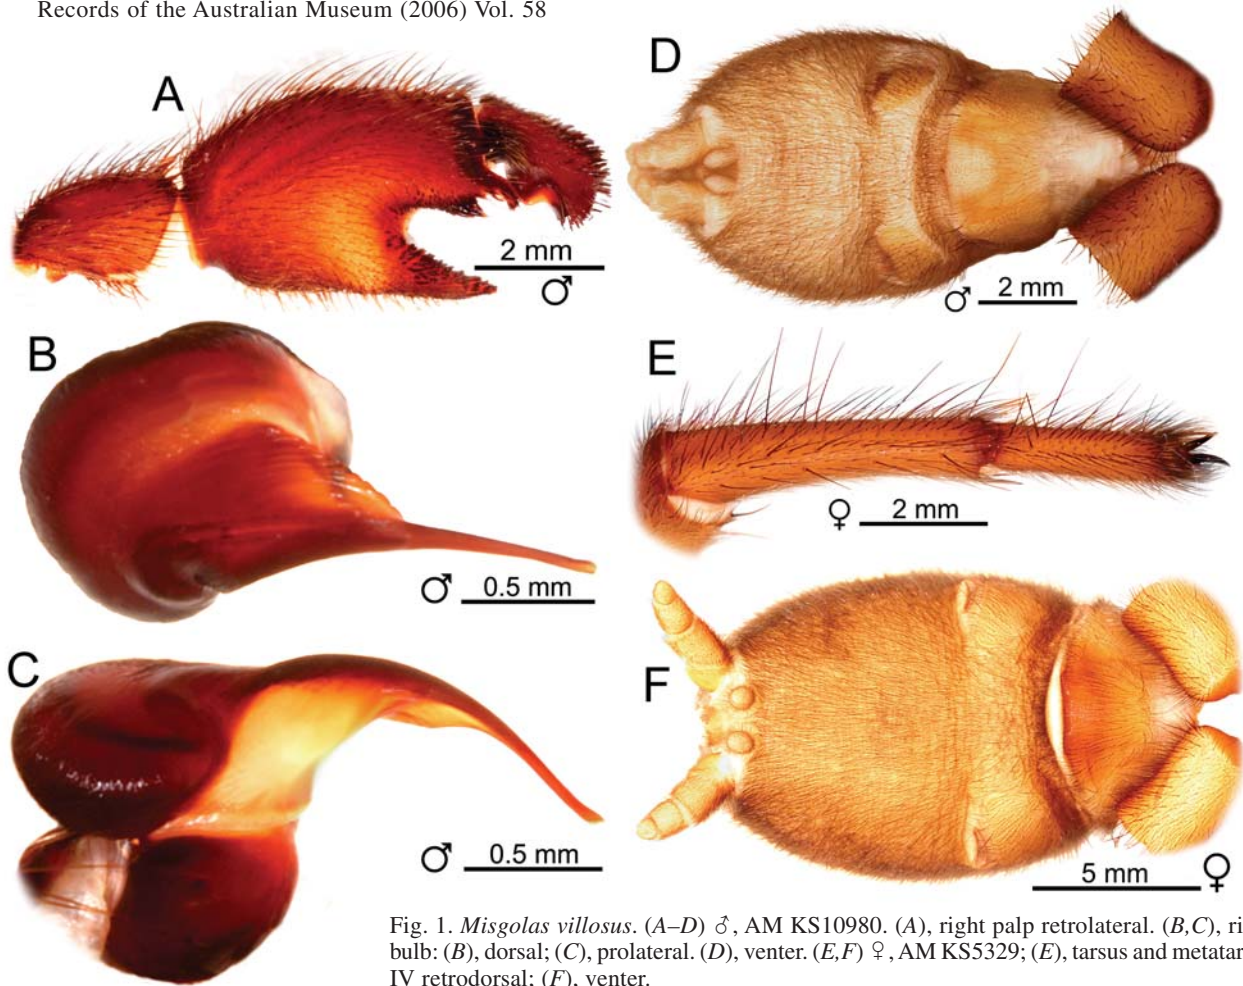 Records of the Australian Museum (2006) Vol. 58
A
2 mm
♂
B
♂ 0.5 mm
C
♂ 0.5 mm
D
♂ 2 mm
E
♀ 2 mm
F
5 mm ♀
Fig. 1. Misgolas villosus. (A–D) ♂, AM KS10980. (A), right palp retrolateral. (B,C),
bulb: (B), dorsal; (C), prolateral. (D), venter. (E,F) ♀, AM KS5329; (E), tarsus and
IV retrodorsal; (F), venter.